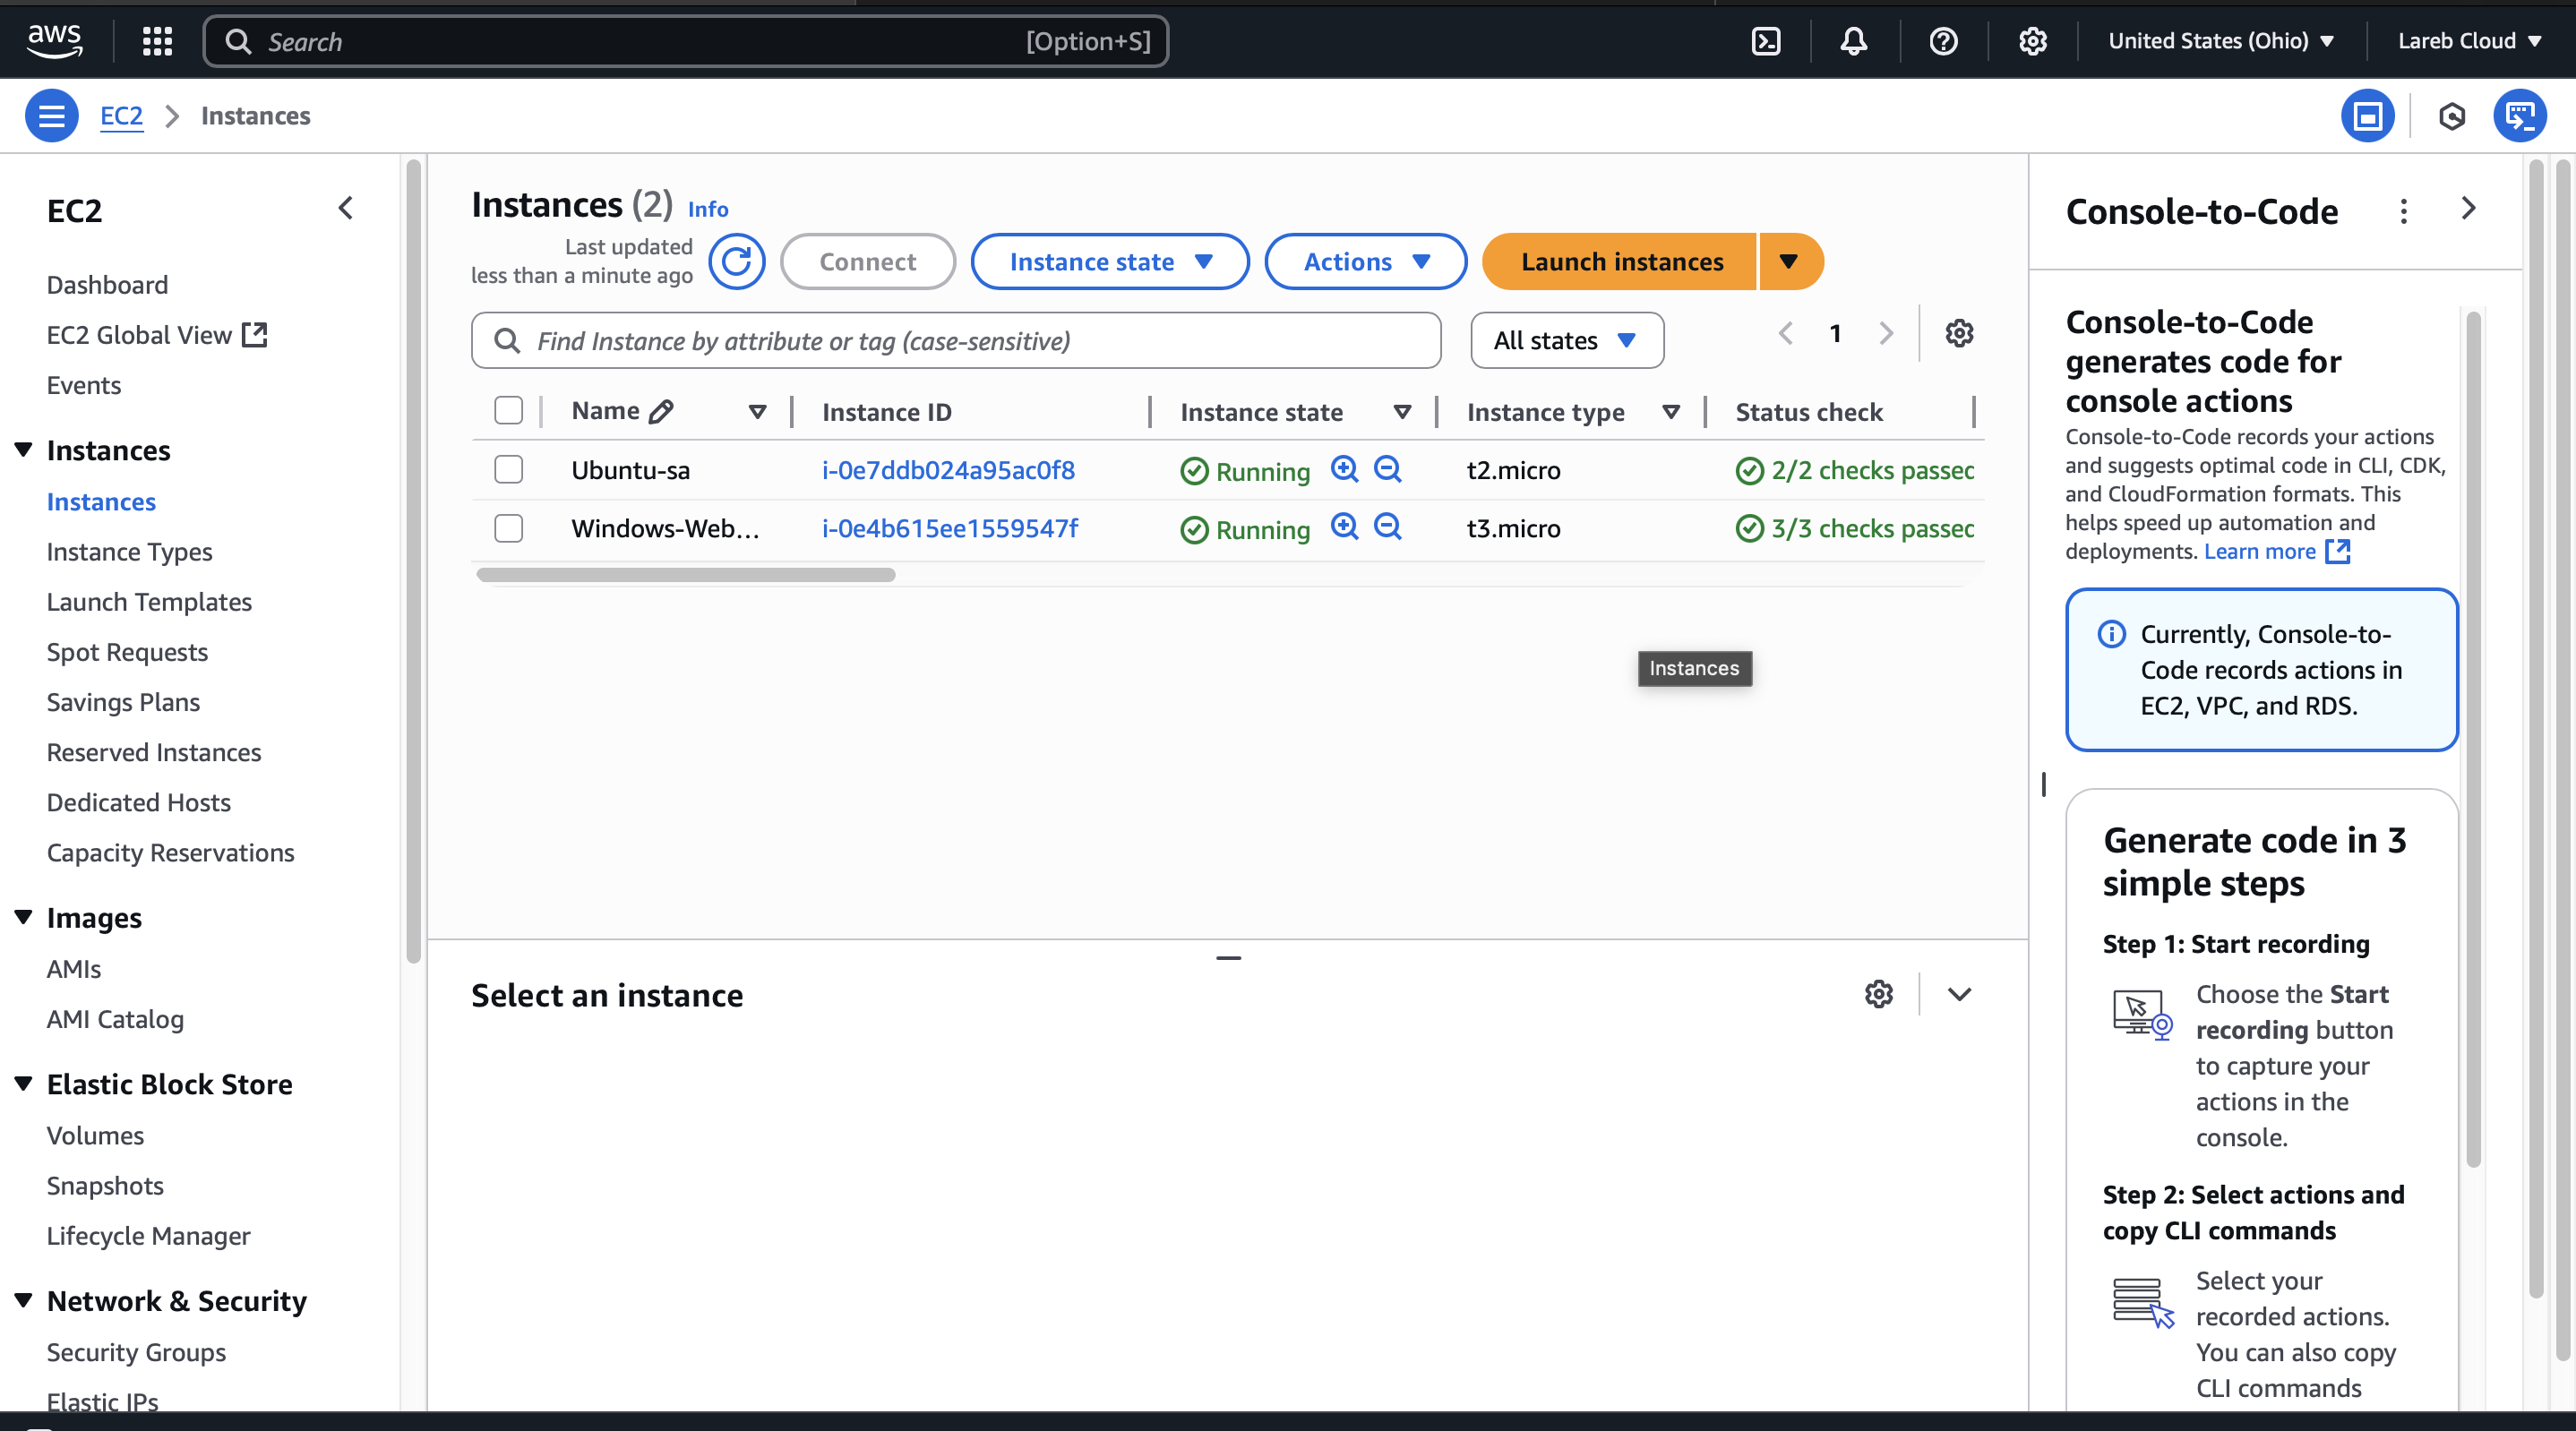 aws
Search
[Option+S]
United States (Ohio)
Lareb Cloud
EC2
Instances
EC2
Dashboard
EC2 Global View
Events
Instances
Instances
Instance Types
Launch Templates
Spot Requests
Savings Plans
Reserved Instances
Dedicated Hosts
Capacity Reservations
Images
AMIs
AMI Catalog
Elastic Block Store
Volumes
Snapshots
Lifecycle Manager
Network & Security
Security Groups
Elastic IPs
Instances (2) Info
Last updated
less than a minute ago
Connect
Instance state
Actions
Launch instances
Find Instance by attribute or tag (case-sensitive)
All states
1
Name Instance ID Instance state Instance type Status check
Ubuntu-sa i-0e7ddb024a95ac0f8 Running t2.micro 2/2 checks passed
Windows-Web... i-0e4b615ee1559547f Running t3.micro 3/3 checks passed
Instances
Select an instance
Console-to-Code
Console-to-Code
generates code for
console actions
Console-to-Code records your actions
and suggests optimal code in CLI, CDK,
and CloudFormation formats. This
helps speed up automation and
deployments. Learn more
Currently, Console-to-
Code records actions in
EC2, VPC, and RDS.
Generate code in 3
simple steps
Step 1: Start recording
Choose the Start
recording button
to capture your
actions in the
console.
Step 2: Select actions and
copy CLI commands
Select your
recorded actions.
You can also copy
CLI commands